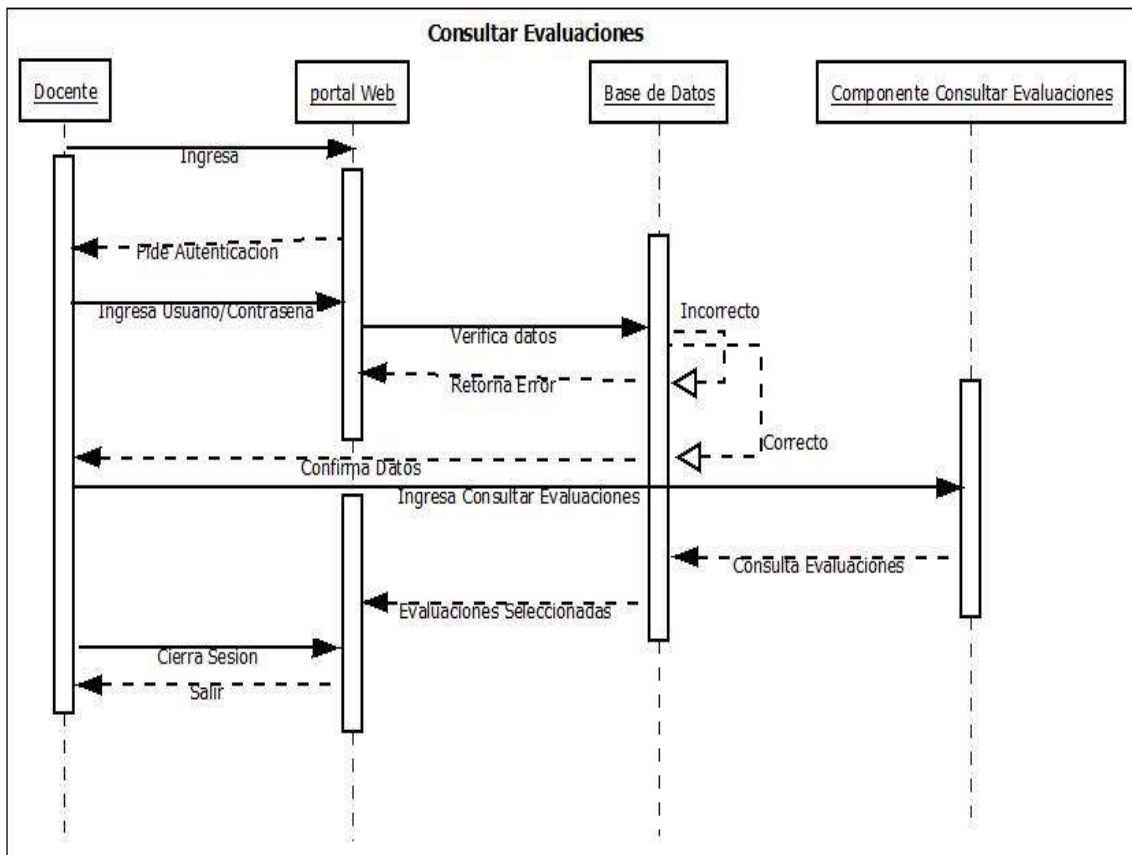 Consultar Evaluaciones
Docente
portal Web
Base de Datos
Componente Consultar Evaluaciones
Ingresa
Pide Autenticacion
Ingresa Usuario/Contrasena
Incorrecto
Verifica datos
Retorna Error
Correcto
Confirma Datos
Ingresa Consultar Evaluaciones
Consulta Evaluaciones
Evaluaciones Seleccionadas
Cierra Sesion
Salir